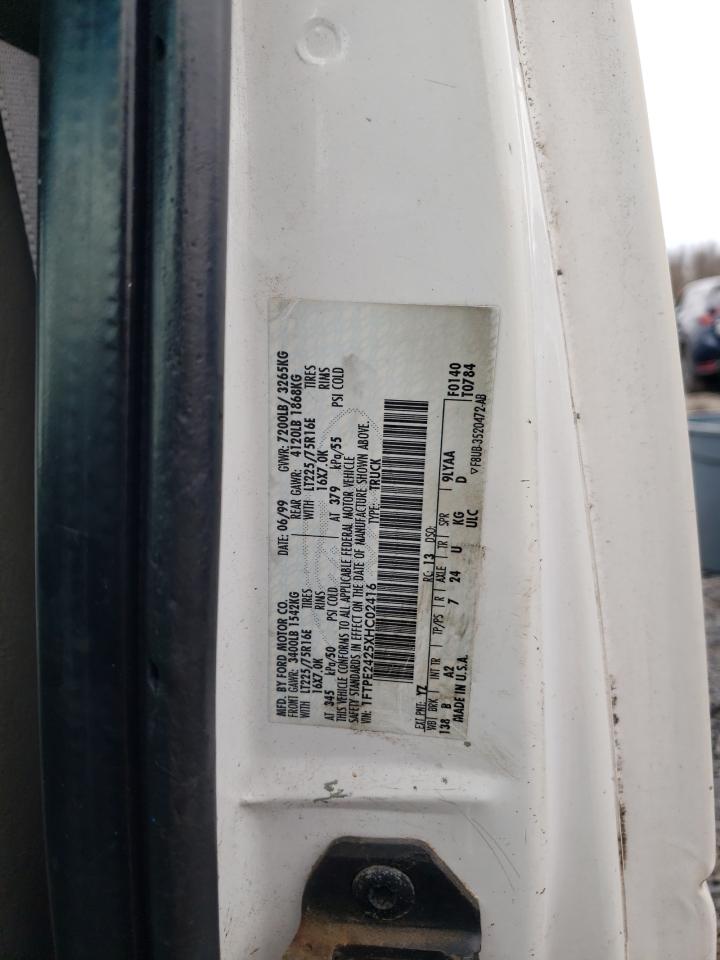 MFD. BY FORD MOTOR CO. DATE: 06/99 GVWR: 7200LB / 3265KG
FRONT GAWR: 3400LB 1542KG REAR GAWR: 4120LB 1868KG
WITH LT225/75R16E TIRES WITH LT225/75R16E TIRES
16X7.0K RIMS 16X7.0K RIMS
AT 345 kPa/50 PSI COLD AT 379 kPa/55 PSI COLD
THIS VEHICLE CONFORMS TO ALL APPLICABLE FEDERAL MOTOR VEHICLE
SAFETY STANDARDS IN EFFECT ON THE DATE OF MANUFACTURE SHOWN ABOVE.
VIN: 1FTPE2425XHC02416 TYPE: TRUCK
EXT PNT: YZ RC: 13 DSO: F0140
WB BRK INT TR TP/PS R AXLE TR SPR T0784
138 B A2 7 24 U KG 9LYAA D
MADE IN U.S.A. ULC ▽F8UB-3520472-AB